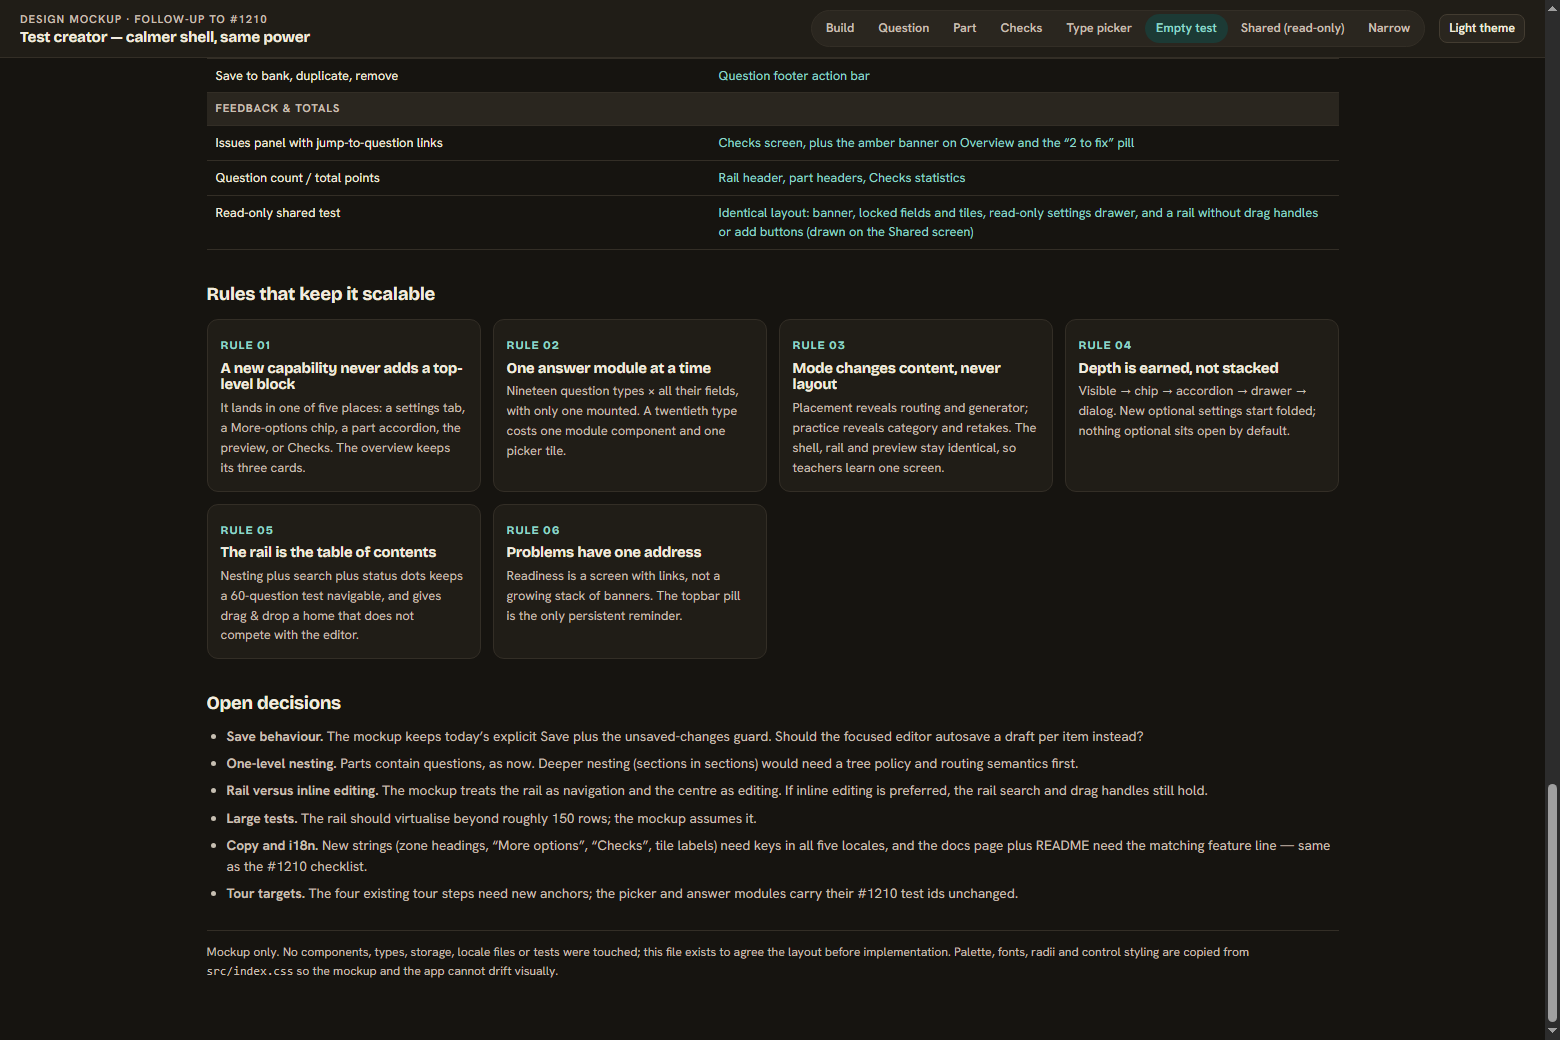 DESIGN MOCKUP · FOLLOW-UP TO #1210
Test creator — calmer shell, same power
Build Question Part Checks Type picker Empty test Shared (read-only) Narrow Light theme
Save to bank, duplicate, remove Question footer action bar
FEEDBACK & TOTALS
Issues panel with jump-to-question links Checks screen, plus the amber banner on Overview and the “2 to fix” pill
Question count / total points Rail header, part headers, Checks statistics
Read-only shared test Identical layout: banner, locked fields and tiles, read-only settings drawer, and a rail without drag handles
or add buttons (drawn on the Shared screen)
Rules that keep it scalable
RULE 01
A new capability never adds a top-
level block
It lands in one of five places: a settings tab,
a More-options chip, a part accordion, the
preview, or Checks. The overview keeps
its three cards.
RULE 02
One answer module at a time
Nineteen question types × all their fields,
with only one mounted. A twentieth type
costs one module component and one
picker tile.
RULE 03
Mode changes content, never
layout
Placement reveals routing and generator;
practice reveals category and retakes. The
shell, rail and preview stay identical, so
teachers learn one screen.
RULE 04
Depth is earned, not stacked
Visible → chip → accordion → drawer →
dialog. New optional settings start folded;
nothing optional sits open by default.
RULE 05
The rail is the table of contents
Nesting plus search plus status dots keeps
a 60-question test navigable, and gives
drag & drop a home that does not
compete with the editor.
RULE 06
Problems have one address
Readiness is a screen with links, not a
growing stack of banners. The topbar pill
is the only persistent reminder.
Open decisions
• Save behaviour. The mockup keeps today’s explicit Save plus the unsaved-changes guard. Should the focused editor autosave a draft per item instead?
• One-level nesting. Parts contain questions, as now. Deeper nesting (sections in sections) would need a tree policy and routing semantics first.
• Rail versus inline editing. The mockup treats the rail as navigation and the centre as editing. If inline editing is preferred, the rail search and drag handles still hold.
• Large tests. The rail should virtualise beyond roughly 150 rows; the mockup assumes it.
• Copy and i18n. New strings (zone headings, “More options”, “Checks”, tile labels) need keys in all five locales, and the docs page plus README need the matching feature line — same
as the #1210 checklist.
• Tour targets. The four existing tour steps need new anchors; the picker and answer modules carry their #1210 test ids unchanged.
Mockup only. No components, types, storage, locale files or tests were touched; this file exists to agree the layout before implementation. Palette, fonts, radii and control styling are copied from
src/index.css so the mockup and the app cannot drift visually.